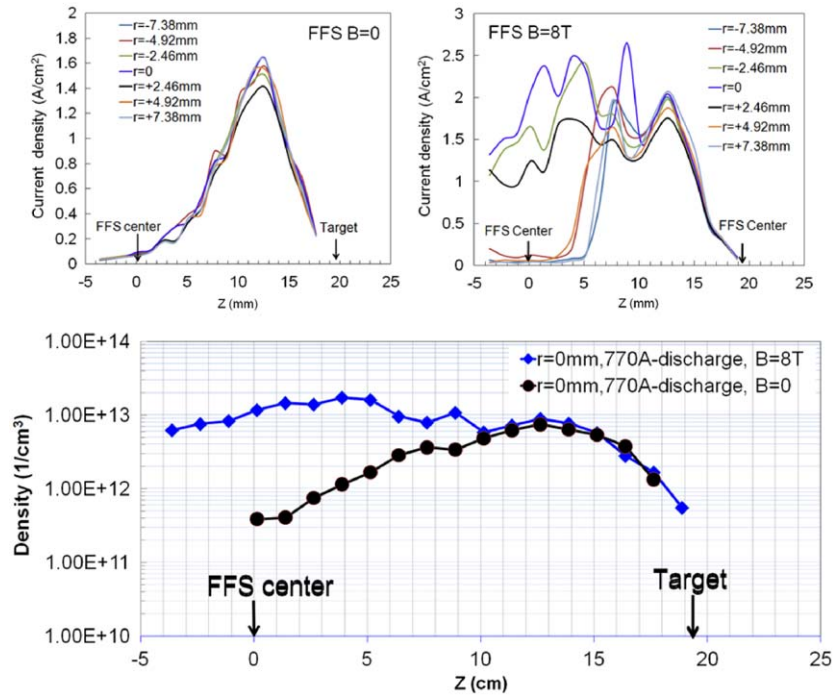 FFS B=0
r=-7.38mm
r=-4.92mm
r=-2.46mm
r=0
r=+2.46mm
r=+4.92mm
r=+7.38mm
Current density (A/cm²)
2
1.8
1.6
1.4
1.2
1
0.8
0.6
0.4
0.2
0
FFS center
Target
-5 0 5 10 15 20 25
Z (mm)
FFS B=8T
r=-7.38mm
r=-4.92mm
r=-2.46mm
r=0
r=+2.46mm
r=+4.92mm
r=+7.38mm
Current density (A/cm²)
3
2.5
2
1.5
1
0.5
0
FFS Center
FFS Center
-5 0 5 10 15 20 25
Z (mm)
r=0mm,770A-discharge, B=8T
r=0mm,770A-discharge, B=0
Density (1/cm³)
1.00E+14
1.00E+13
1.00E+12
1.00E+11
1.00E+10
FFS center
Target
-5 0 5 10 15 20 25
Z (cm)